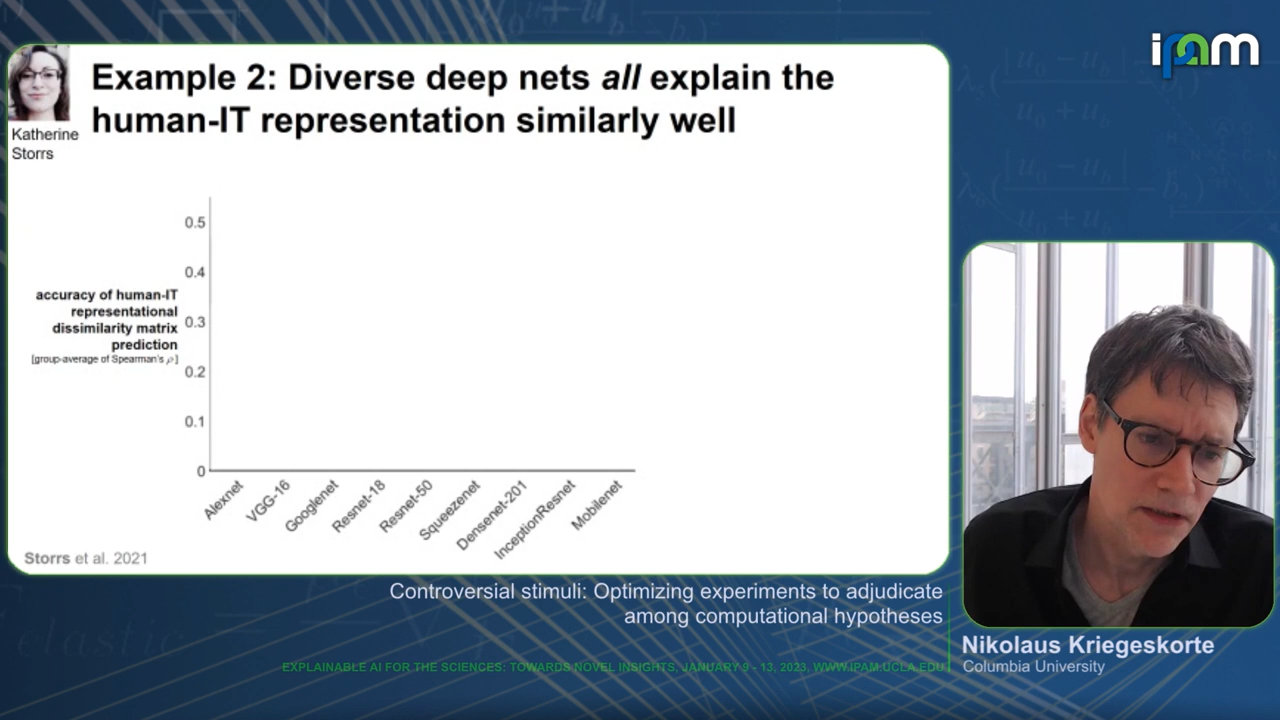 ipam
Example 2: Diverse deep nets all explain the
human-IT representation similarly well
Katherine
Storrs
0.5
0.4
0.3
0.2
0.1
0
accuracy of human-IT
representational
dissimilarity matrix
prediction
[group-average of Spearman's ρ]
Alexnet
VGG-16
Googlenet
Resnet-18
Resnet-50
Squeezenet
Densenet-201
InceptionResnet
Mobilenet
Storrs et al. 2021
Controversial stimuli: Optimizing experiments to adjudicate
among computational hypotheses
EXPLAINABLE AI FOR THE SCIENCES: TOWARDS NOVEL INSIGHTS, JANUARY 9 - 13, 2023, WWW.IPAM.UCLA.EDU
Nikolaus Kriegeskorte
Columbia University
elastic